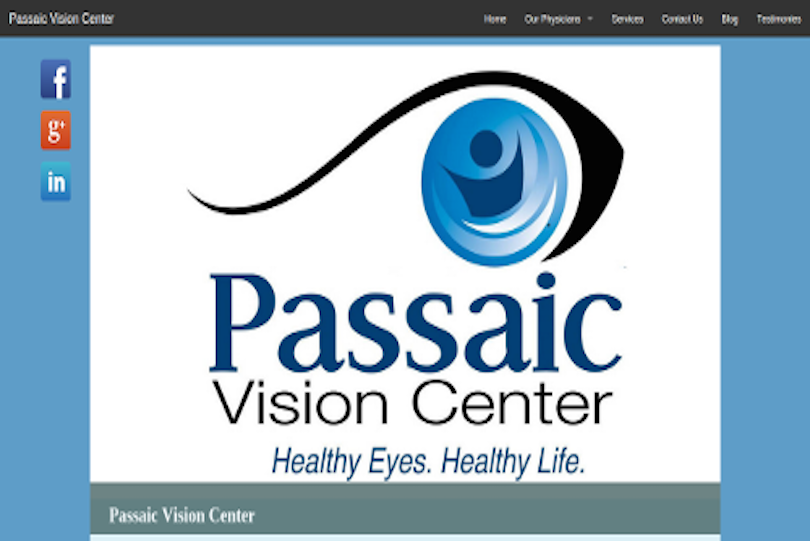 Passaic Vision Center
Home Our Physicians Services Contact Us Blog Testimonies
f
g+
in
Passaic
Vision Center
Healthy Eyes. Healthy Life.
Passaic Vision Center